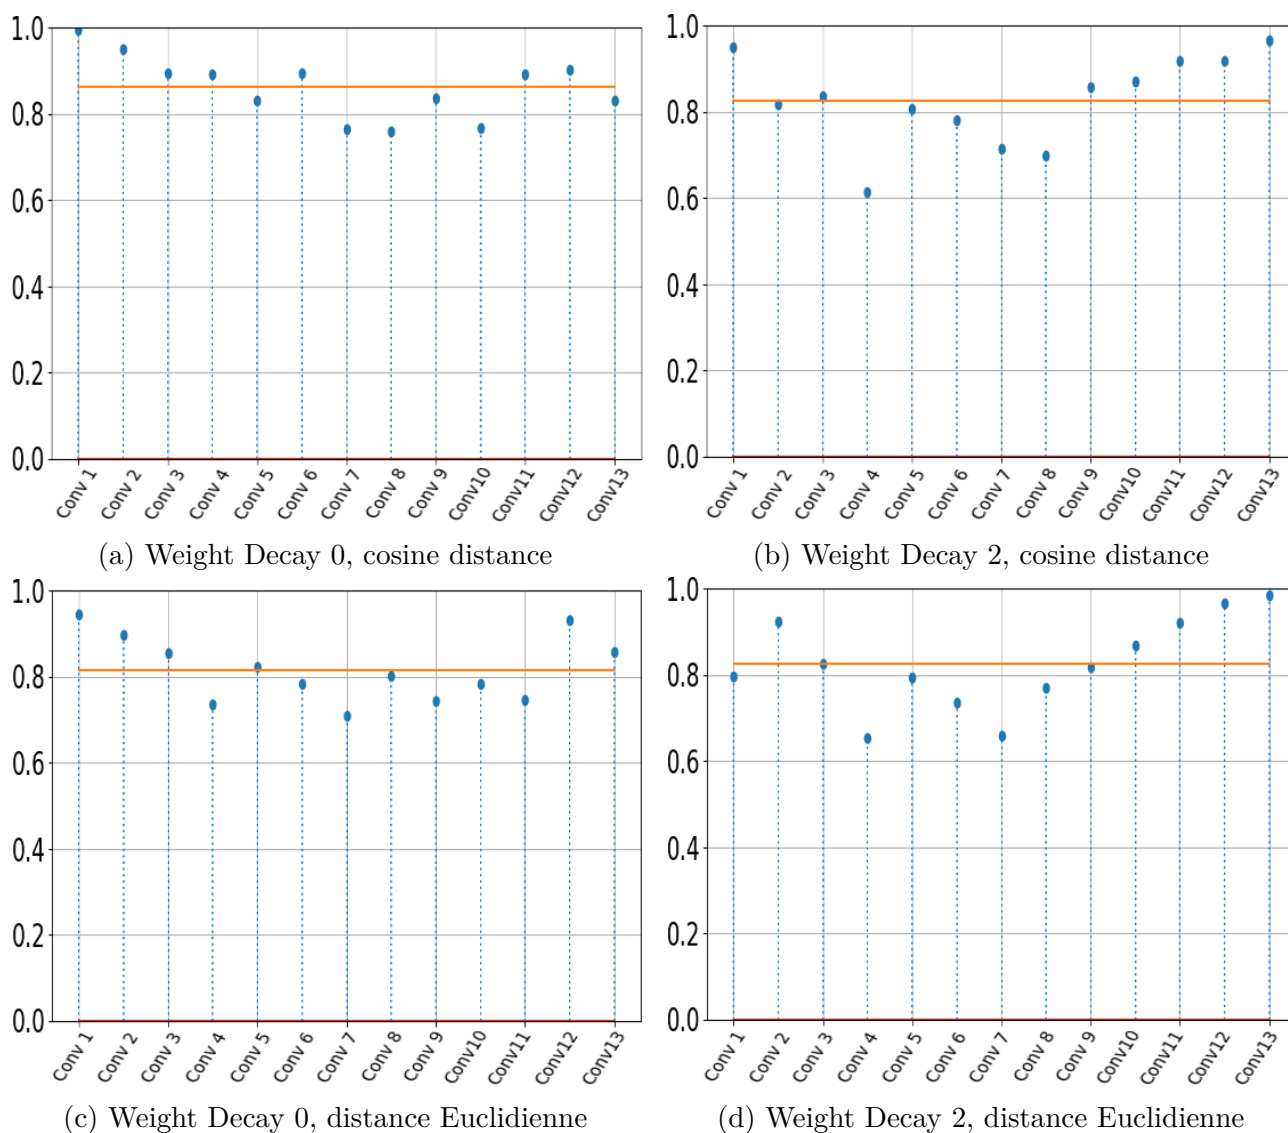 1.0
0.8
0.6
0.4
0.2
0.0
Conv 1
Conv 2
Conv 3
Conv 4
Conv 5
Conv 6
Conv 7
Conv 8
Conv 9
Conv10
Conv11
Conv12
Conv13
(a) Weight Decay 0, cosine distance
1.0
0.8
0.6
0.4
0.2
0.0
Conv 1
Conv 2
Conv 3
Conv 4
Conv 5
Conv 6
Conv 7
Conv 8
Conv 9
Conv10
Conv11
Conv12
Conv13
(b) Weight Decay 2, cosine distance
1.0
0.8
0.6
0.4
0.2
0.0
Conv 1
Conv 2
Conv 3
Conv 4
Conv 5
Conv 6
Conv 7
Conv 8
Conv 9
Conv10
Conv11
Conv12
Conv13
(c) Weight Decay 0, distance Euclidienne
1.0
0.8
0.6
0.4
0.2
0.0
Conv 1
Conv 2
Conv 3
Conv 4
Conv 5
Conv 6
Conv 7
Conv 8
Conv 9
Conv10
Conv11
Conv12
Conv13
(d) Weight Decay 2, distance Euclidienne